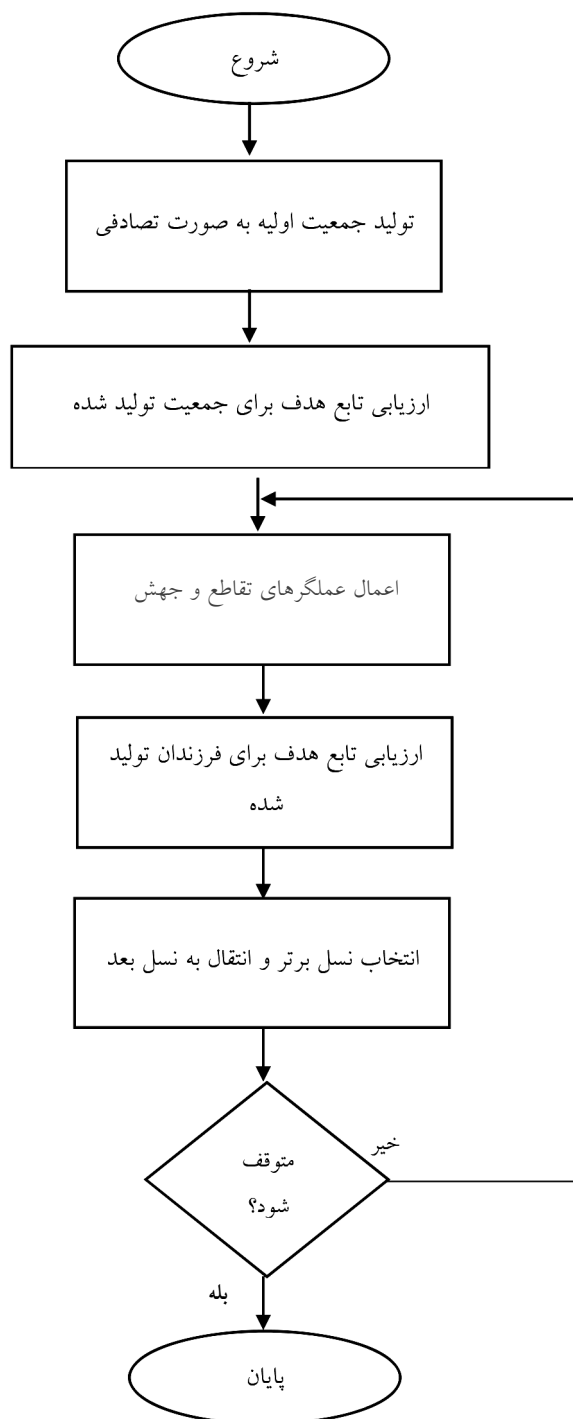 شروع
تولید جمعیت اولیه به صورت تصادفی
ارزیابی تابع هدف برای جمعیت تولید شده
اعمال عملگرهای تقاطع و جهش
ارزیابی تابع هدف برای فرزندان تولید
شده
انتخاب نسل برتر و انتقال به نسل بعد
خیر
متوقف
شود؟
بله
پایان